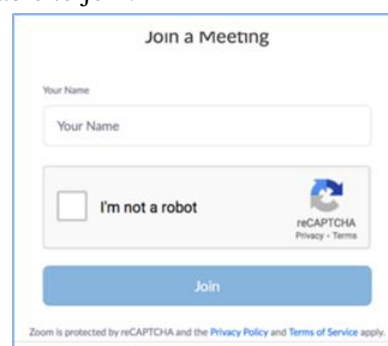 Join a Meeting
Your Name
Your Name
I'm not a robot
reCAPTCHA
Privacy - Terms
Join
Zoom is protected by reCAPTCHA and the Privacy Policy and Terms of Service apply.